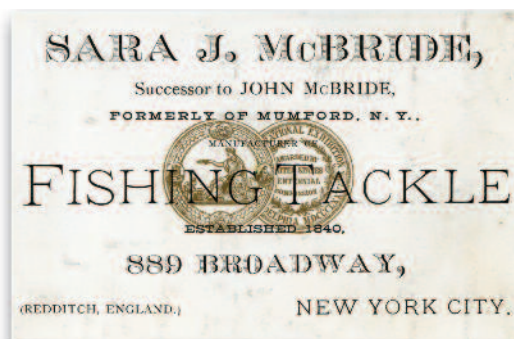 SARA J. McBRIDE,
Successor to JOHN McBRIDE,
FORMERLY OF MUMFORD, N. Y.,
MANUFACTURER OF
FISHING TACKLE
ESTABLISHED 1840,
889 BROADWAY,
(REDDITCH, ENGLAND.) NEW YORK CITY.